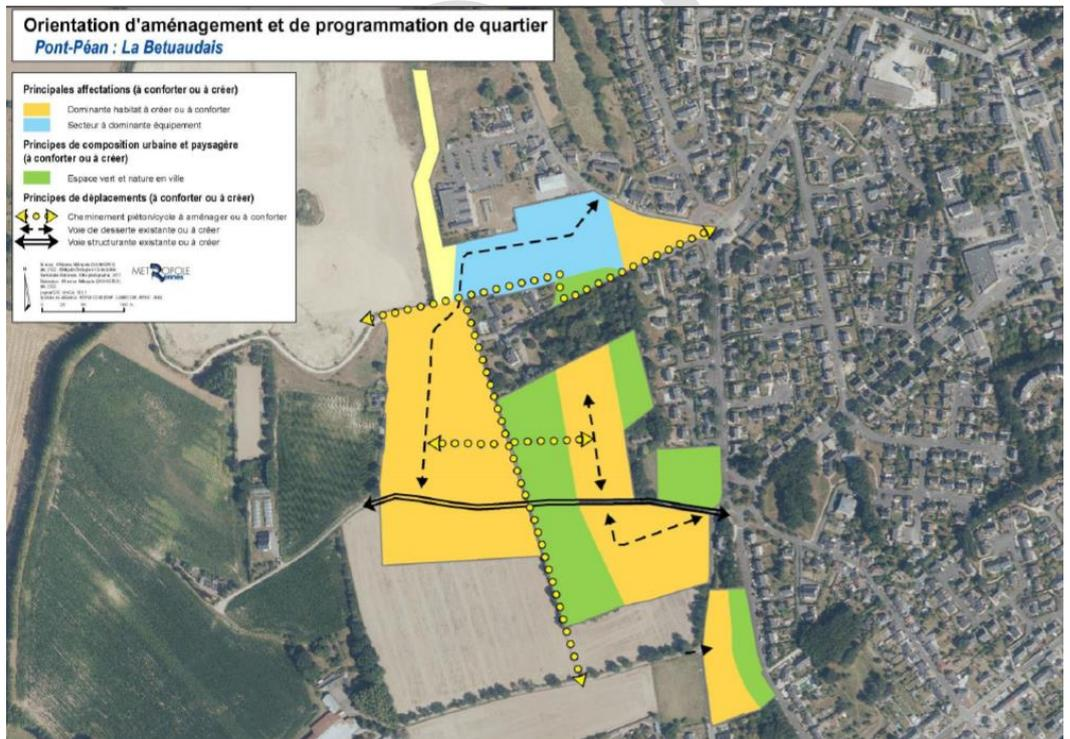 Orientation d'aménagement et de programmation de quartier
Pont-Péan : La Betuaudais
Principales affectations (à conforter ou à créer)
Dominante habitat à créer ou à conforter
Secteur à dominante équipement
Principes de composition urbaine et paysagère
(à conforter ou à créer)
Espace vert et nature en ville
Principes de déplacements (à conforter ou à créer)
Cheminement piéton/cycle à aménager ou à conforter
Voie de desserte existante ou à créer
Voie structurante existante ou à créer